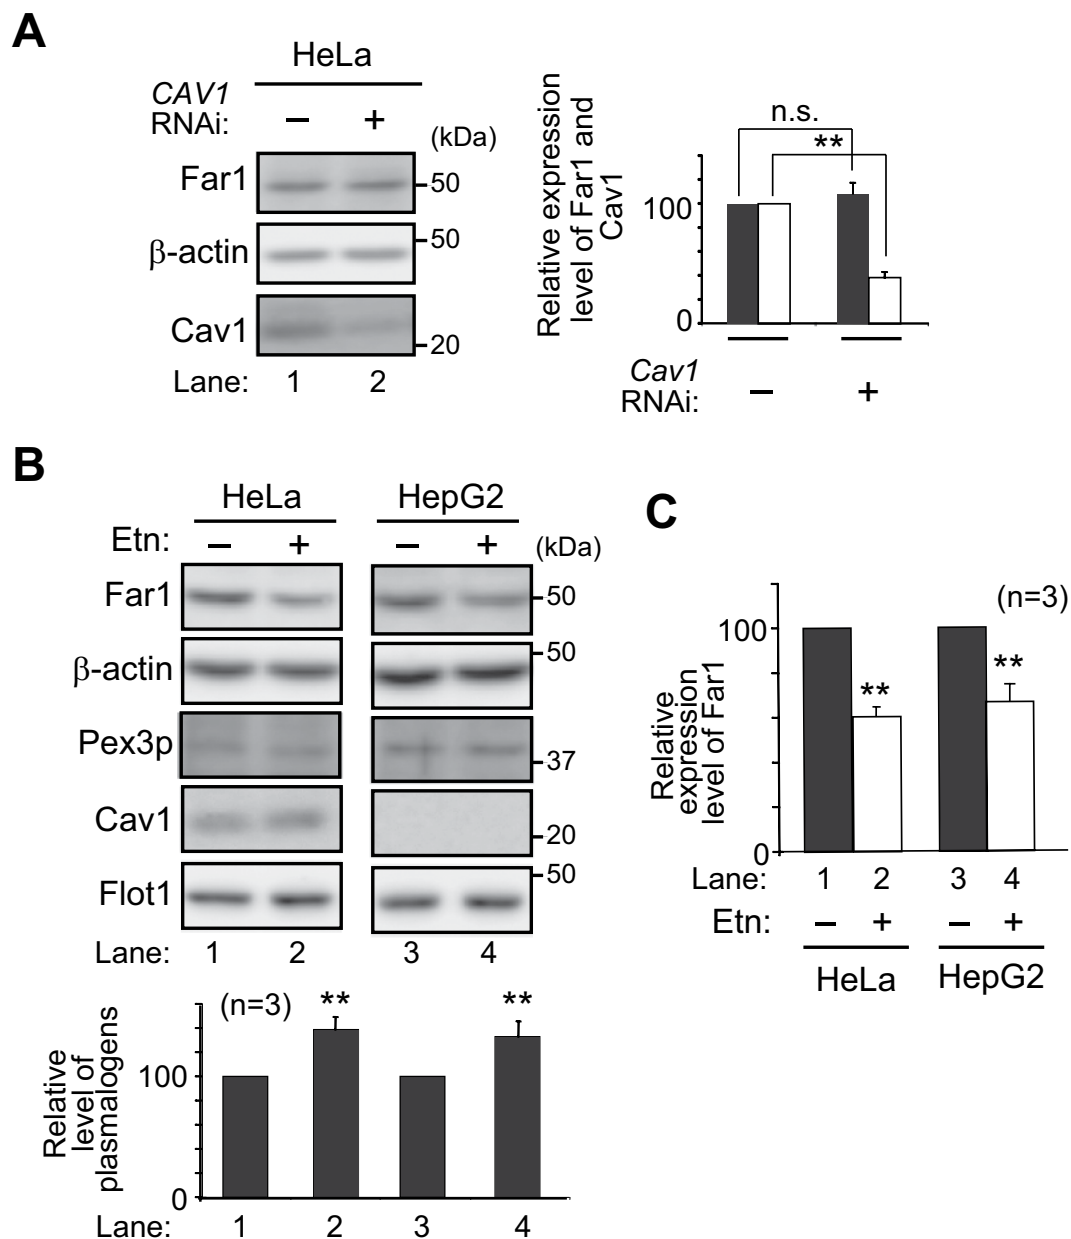 A
HeLa
CAV1
RNAi: – +
(kDa)
Far1
50
β-actin
50
Cav1
20
Lane: 1 2
Relative expression
level of Far1 and
Cav1
n.s.
**
100
0
Cav1
RNAi: – +
B
HeLa HepG2
Etn: – + – + (kDa)
Far1
50
β-actin
50
Pex3p
37
Cav1
20
Flot1
50
Lane: 1 2 3 4
Relative
level of
plasmalogens
(n=3)
** **
100
0
Lane: 1 2 3 4
C
Relative
expression
level of Far1
(n=3)
100
** **
0
Lane: 1 2 3 4
Etn: – + – +
HeLa HepG2